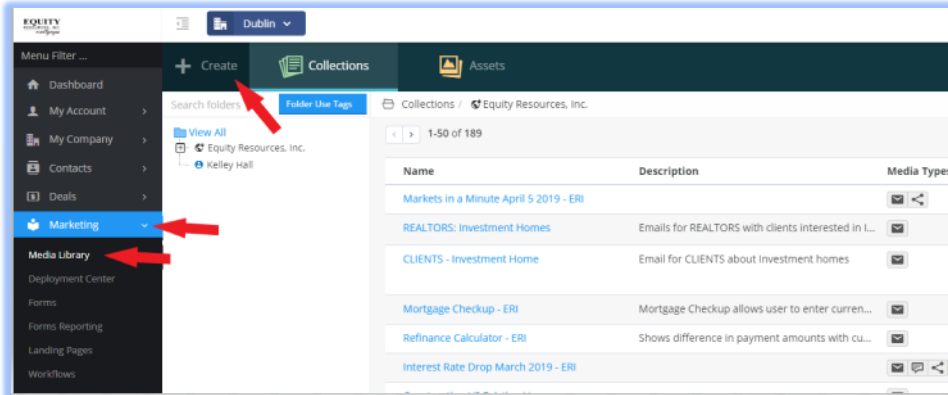 EQUITY
RESOURCES, INC.
mortgages
Dublin
Menu Filter ...
Dashboard
My Account
My Company
Contacts
Deals
Marketing
Media Library
Deployment Center
Forms
Forms Reporting
Landing Pages
Workflows
Create
Collections
Assets
Search folders
Folder Use Tags
View All
Equity Resources, Inc.
Kelley Hall
Collections / Equity Resources, Inc.
1-50 of 189
Name Description Media Types
Markets in a Minute April 5 2019 - ERI
REALTORS: Investment Homes Emails for REALTORS with clients interested in I...
CLIENTS - Investment Home Email for CLIENTS about Investment homes
Mortgage Checkup - ERI Mortgage Checkup allows user to enter curren...
Refinance Calculator - ERI Shows difference in payment amounts with cu...
Interest Rate Drop March 2019 - ERI